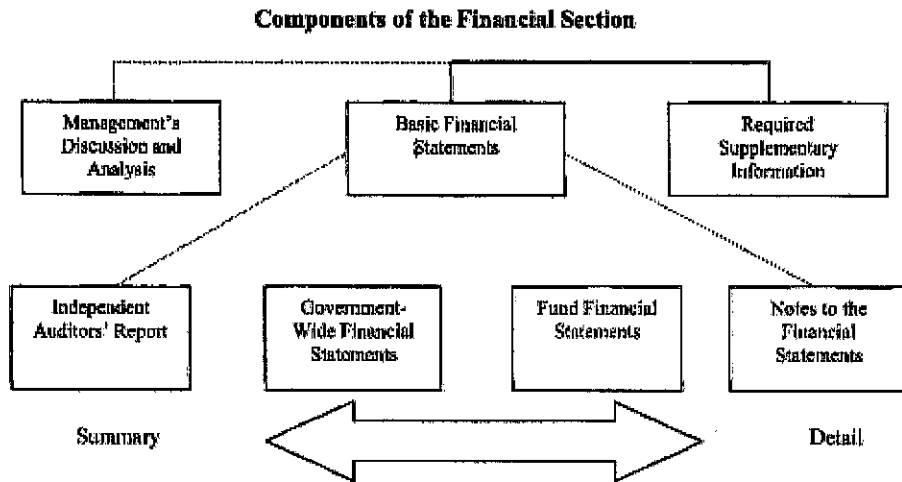 Components of the Financial Section
Management's
Discussion and
Analysis
Basic Financial
Statements
Required
Supplementary
Information
Independent
Auditors' Report
Government-
Wide Financial
Statements
Fund Financial
Statements
Notes to the
Financial
Statements
Summary
Detail